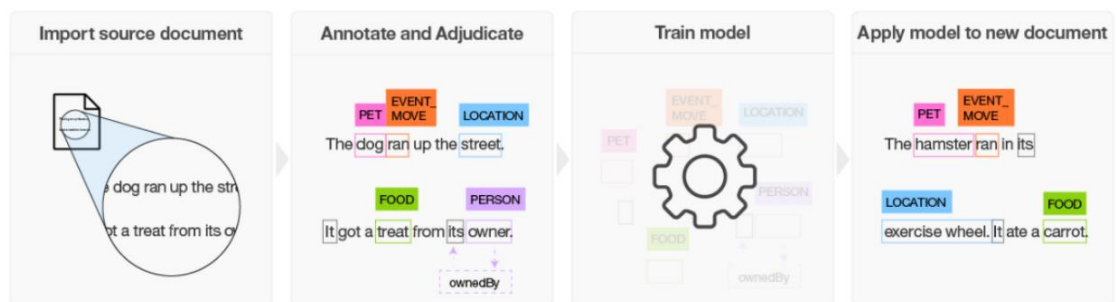 Import source document
e dog ran up the str
ot a treat from its ow
Annotate and Adjudicate
PET
EVENT_
MOVE
LOCATION
The dog ran up the street.
FOOD
PERSON
It got a treat from its owner.
ownedBy
Train model
EVENT_
MOVE
LOCATION
PET
PERSON
FOOD
ownedBy
Apply model to new document
PET
EVENT_
MOVE
The hamster ran in its
LOCATION
FOOD
exercise wheel. It ate a carrot.